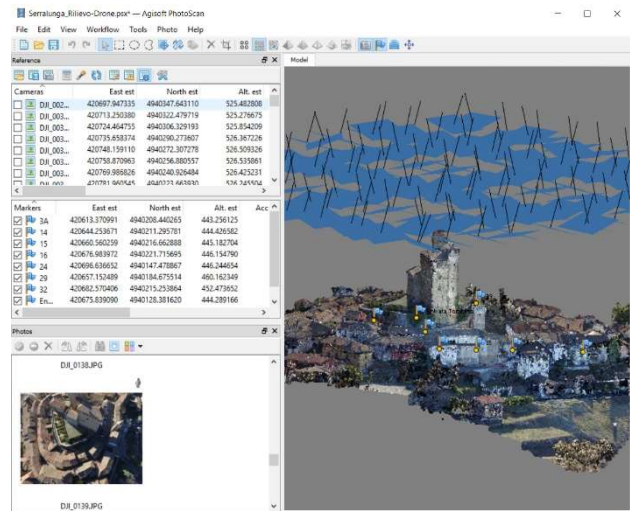 Serralunga_Rilievo-Drone.psx* — Agisoft PhotoScan
File Edit View Workflow Tools Photo Help
Reference
Model
Cameras East est North est Alt. est
DJI_002... 420697.947335 4940347.643110 525.482808
DJI_002... 420713.250380 4940322.479719 525.276675
DJI_003... 420724.464755 4940306.329193 525.854209
DJI_003... 420735.658374 4940290.273607 526.367226
DJI_003... 420748.159110 4940272.307278 526.509326
DJI_003... 420758.870963 4940256.880557 526.535861
DJI_003... 420769.986826 4940240.926484 526.425231
DJI_003... 420781.960545 4940223.663930 526.245504
Markers East est North est Alt. est Acc
3A 420613.370991 4940208.440265 443.256125
14 420644.253671 4940211.295781 444.426582
15 420660.560259 4940216.662888 445.182704
16 420676.983972 4940221.715695 446.154790
24 420696.636652 4940147.478867 446.244654
29 420657.152489 4940184.675514 460.162349
32 420682.570406 4940215.253864 452.473652
En... 420675.839090 4940128.381620 444.289166
Photos
DJI_0138.JPG
DJI_0139.JPG